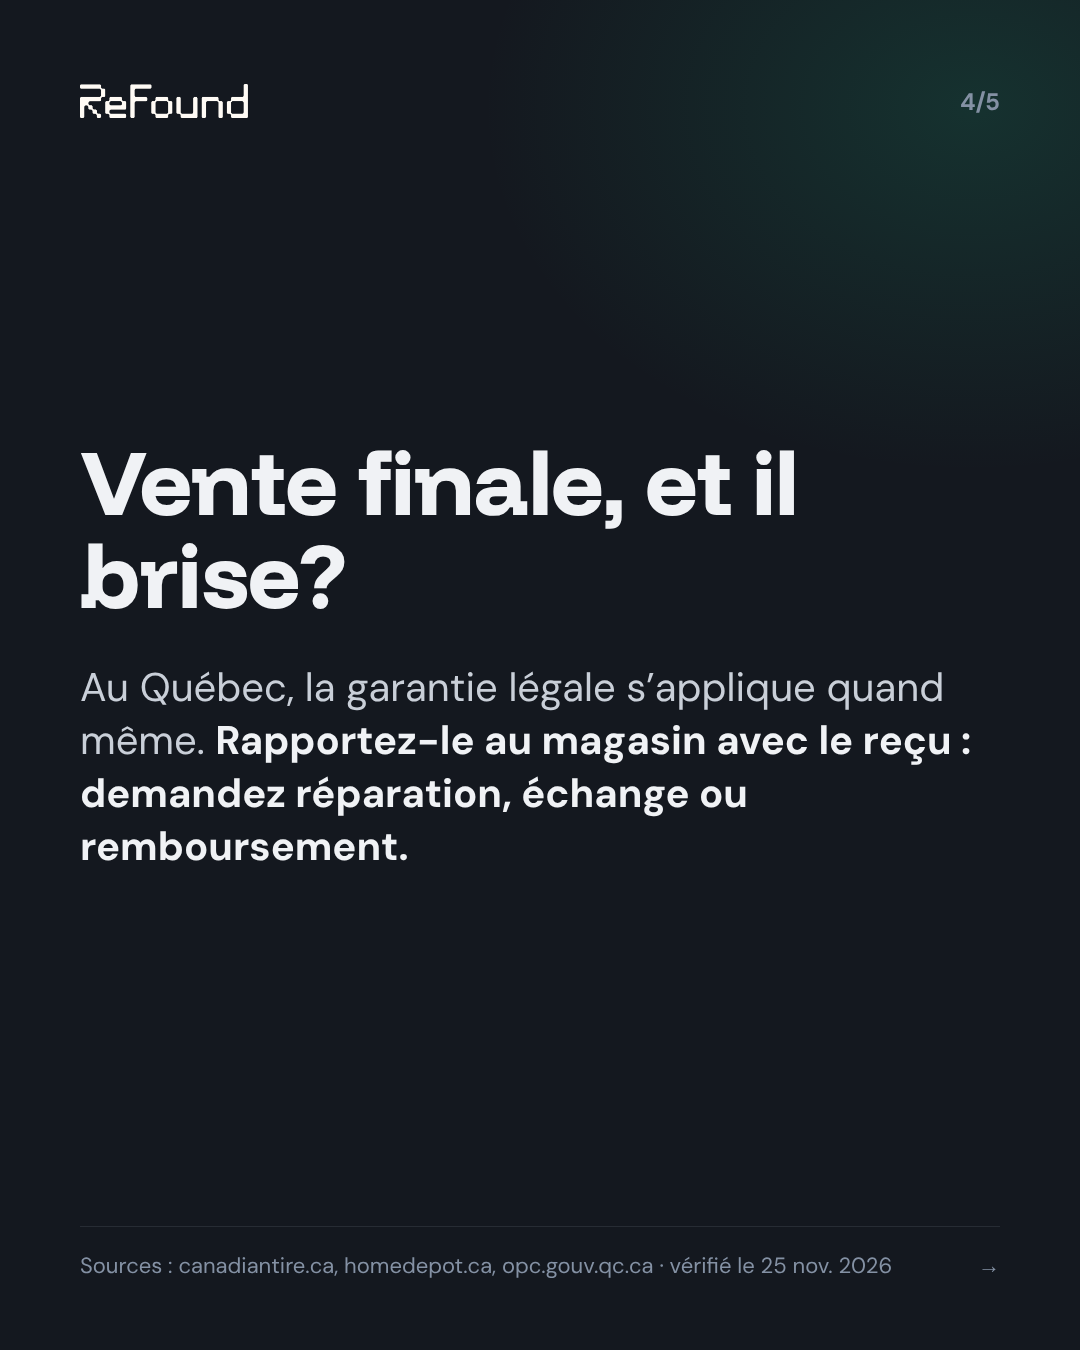 ReFound
4/5
Vente finale, et il
brise?
Au Québec, la garantie légale s’applique quand
même. Rapportez-le au magasin avec le reçu :
demandez réparation, échange ou
remboursement.
Sources : canadiantire.ca, homedepot.ca, opc.gouv.qc.ca · vérifié le 25 nov. 2026 →